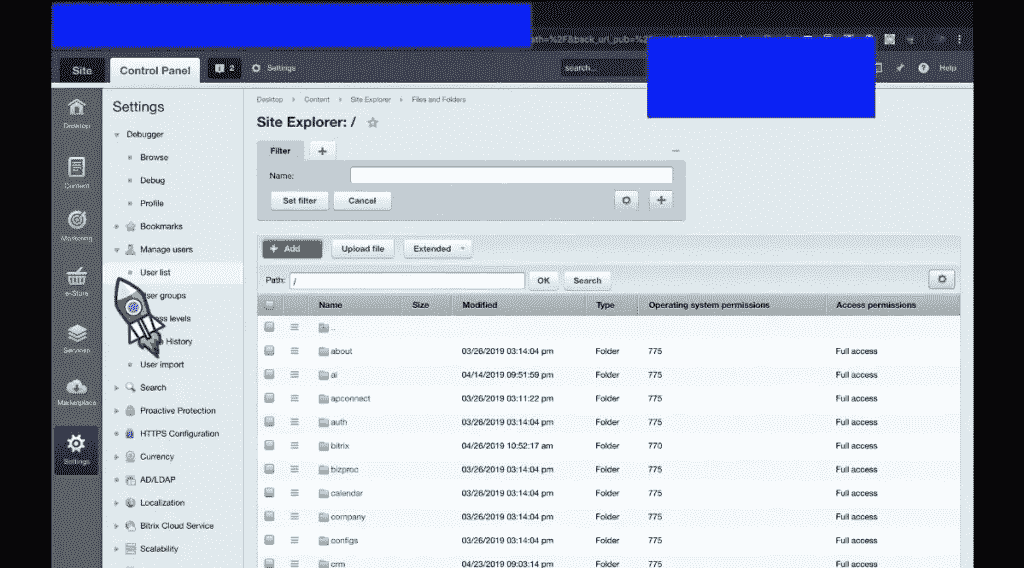 ath=%2F&back_url_pub=%2F
Site
Control Panel
2
Settings
search...
Help
Desktop
Content
Marketing
e-Store
Services
Marketplace
Settings
Settings
Debugger
Browse
Debug
Profile
Bookmarks
Manage users
User list
ser groups
ss levels
History
User import
Search
Proactive Protection
HTTPS Configuration
Currency
AD/LDAP
Localization
Bitrix Cloud Service
Scalability
Desktop Content Site Explorer Files and Folders
Site Explorer: /
Filter +
Name:
Set filter Cancel +
+ Add Upload file Extended
Path: / OK Search
Name Size Modified Type Operating system permissions Access permissions
..
about 03/26/2019 03:14:04 pm Folder 775 Full access
ai 04/14/2019 09:51:59 pm Folder 775 Full access
apconnect 03/26/2019 03:11:22 pm Folder 775 Full access
auth 03/26/2019 03:14:04 pm Folder 775 Full access
bitrix 04/26/2019 10:52:17 am Folder 770 Full access
bizproc 03/26/2019 03:14:04 pm Folder 775 Full access
calendar 03/26/2019 03:14:04 pm Folder 775 Full access
company 03/26/2019 03:14:04 pm Folder 775 Full access
configs 03/26/2019 03:14:04 pm Folder 775 Full access
crm 04/23/2019 09:03:14 pm Folder 775 Full access